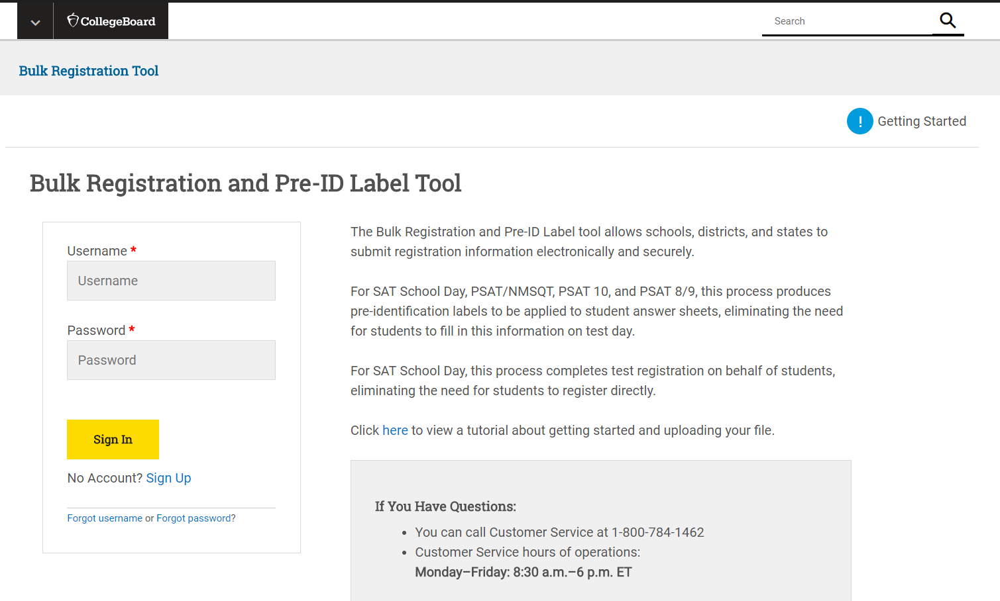 CollegeBoard
Search
Bulk Registration Tool
! Getting Started
Bulk Registration and Pre-ID Label Tool
Username *
Username
Password *
Password
Sign In
No Account? Sign Up
Forgot username or Forgot password?
The Bulk Registration and Pre-ID Label tool allows schools, districts, and states to
submit registration information electronically and securely.
For SAT School Day, PSAT/NMSQT, PSAT 10, and PSAT 8/9, this process produces
pre-identification labels to be applied to student answer sheets, eliminating the need
for students to fill in this information on test day.
For SAT School Day, this process completes test registration on behalf of students,
eliminating the need for students to register directly.
Click here to view a tutorial about getting started and uploading your file.
If You Have Questions:
• You can call Customer Service at 1-800-784-1462
• Customer Service hours of operations:
Monday–Friday: 8:30 a.m.–6 p.m. ET